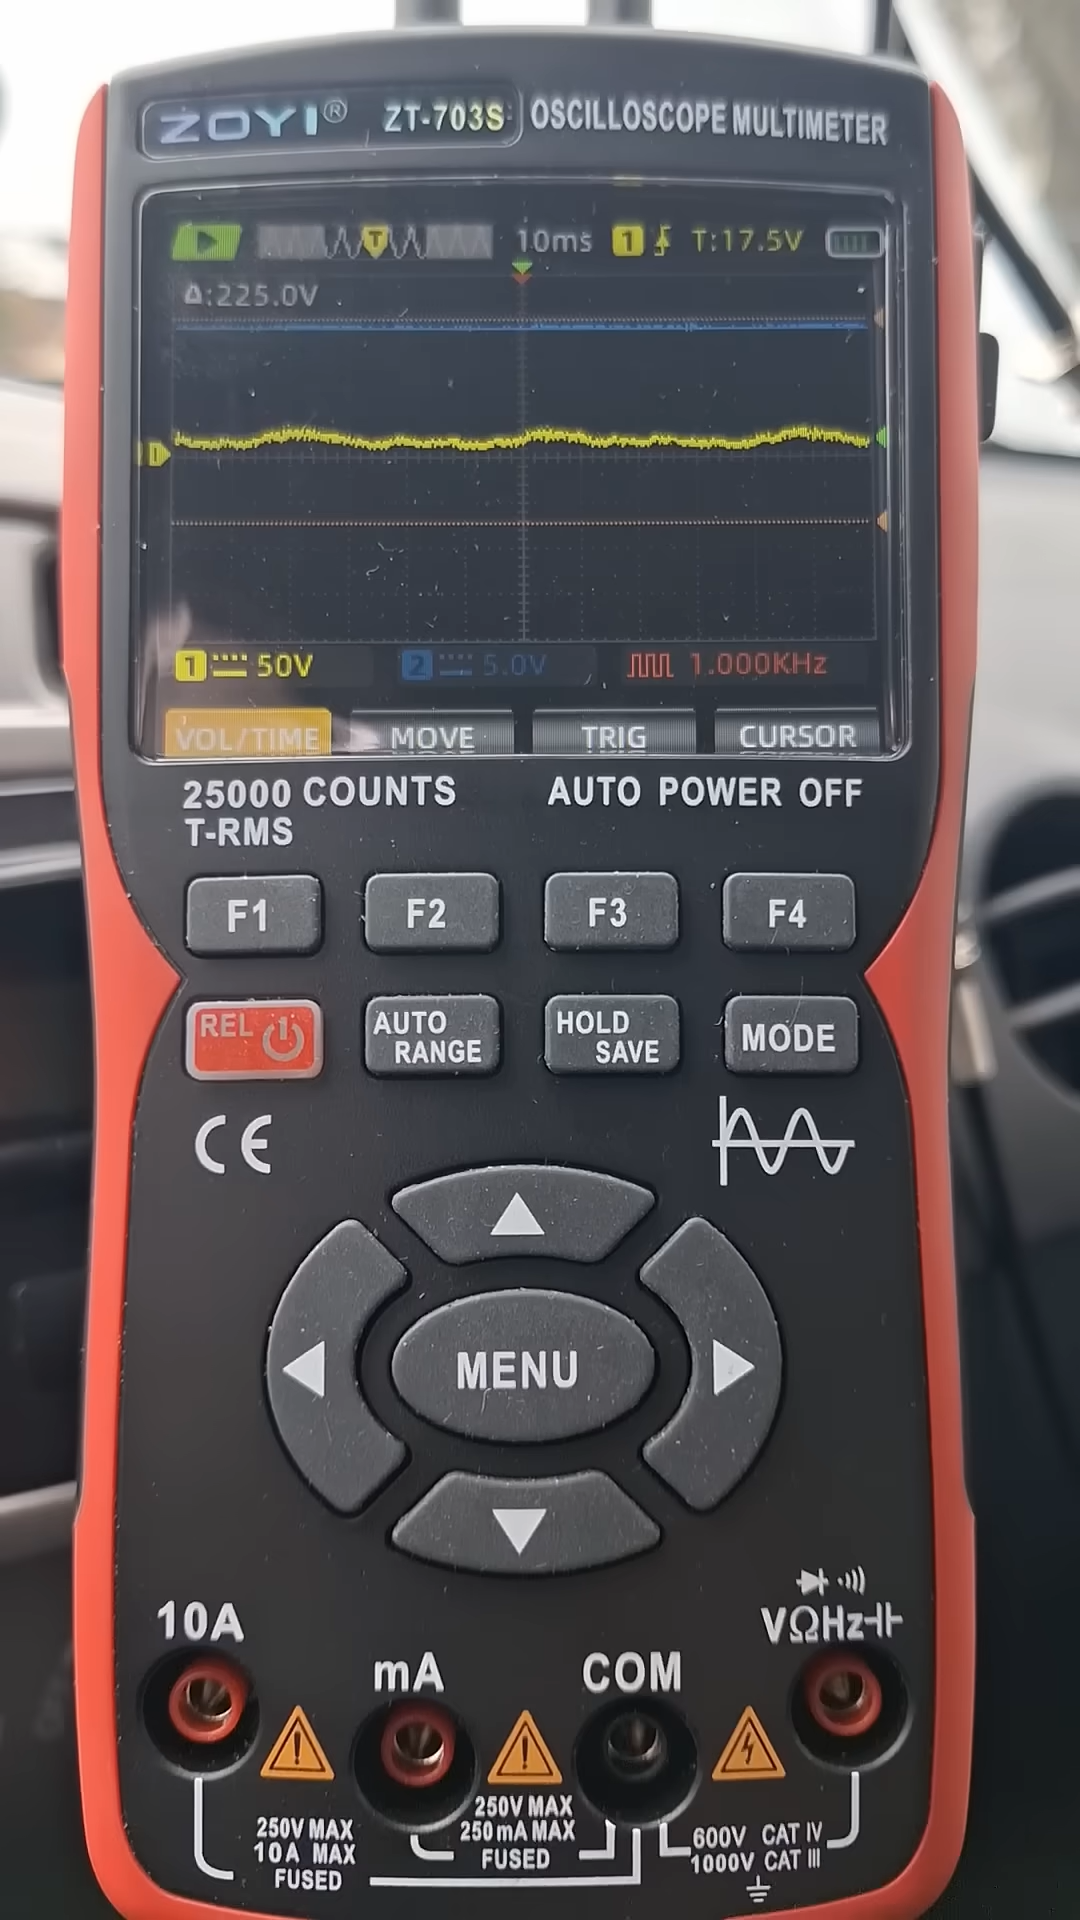 ZOYI® ZT-703S OSCILLOSCOPE MULTIMETER
T 10ms 1 T:17.5V
Δ:225.0V
1
1 50V 2 5.0V 1.000KHz
VOL/TIME MOVE TRIG CURSOR
25000 COUNTS AUTO POWER OFF
T-RMS
F1 F2 F3 F4
REL AUTO RANGE HOLD SAVE MODE
CE
MENU
10A mA COM VΩHz
250V MAX
10A MAX
FUSED
250V MAX
250mA MAX
FUSED
600V CAT IV
1000V CAT III